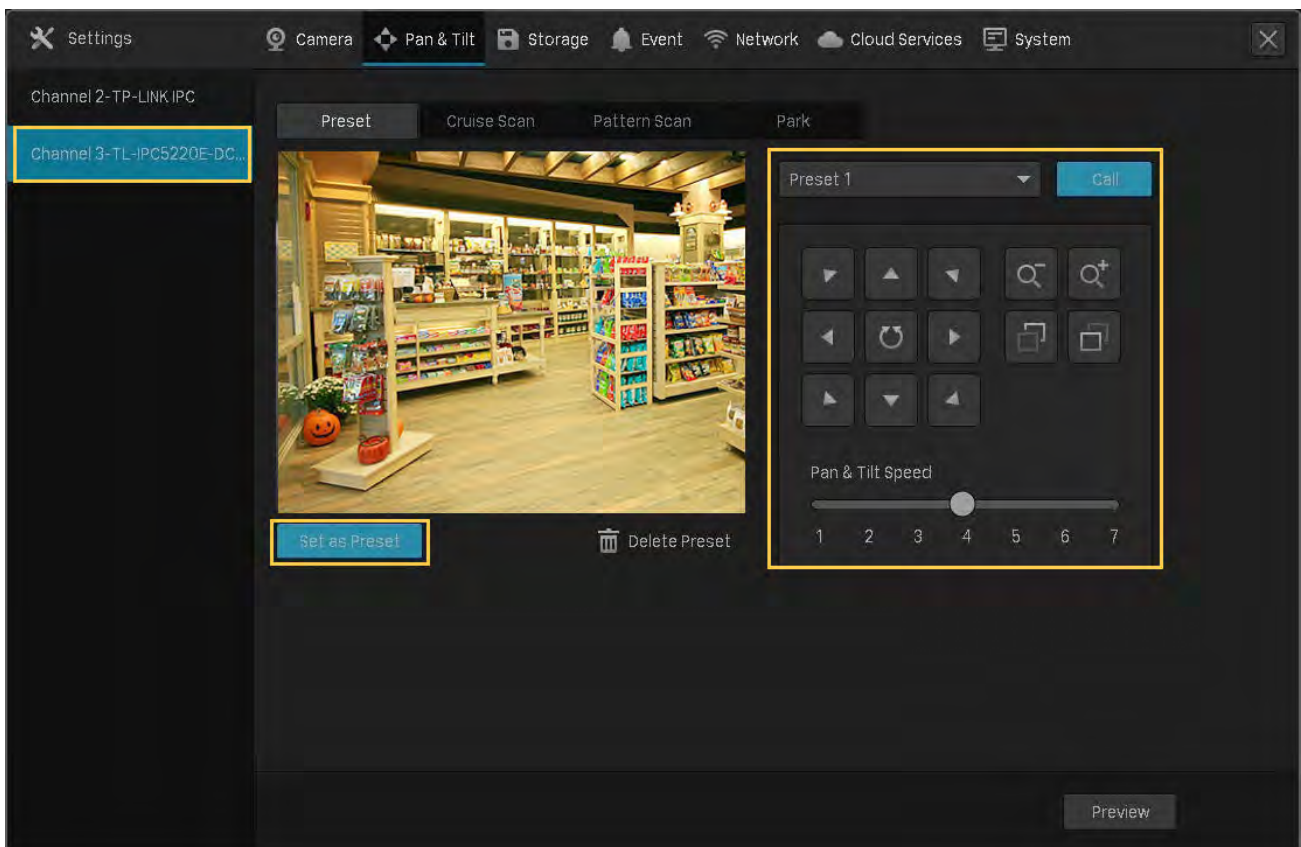 Settings
Camera Pan & Tilt Storage Event Network Cloud Services System
Channel 2-TP-LINK IPC
Channel 3-TL-IPC5220E-DC...
Preset Cruise Scan Pattern Scan Park
Preset 1 Call
Pan & Tilt Speed
1 2 3 4 5 6 7
Set as Preset Delete Preset
Preview